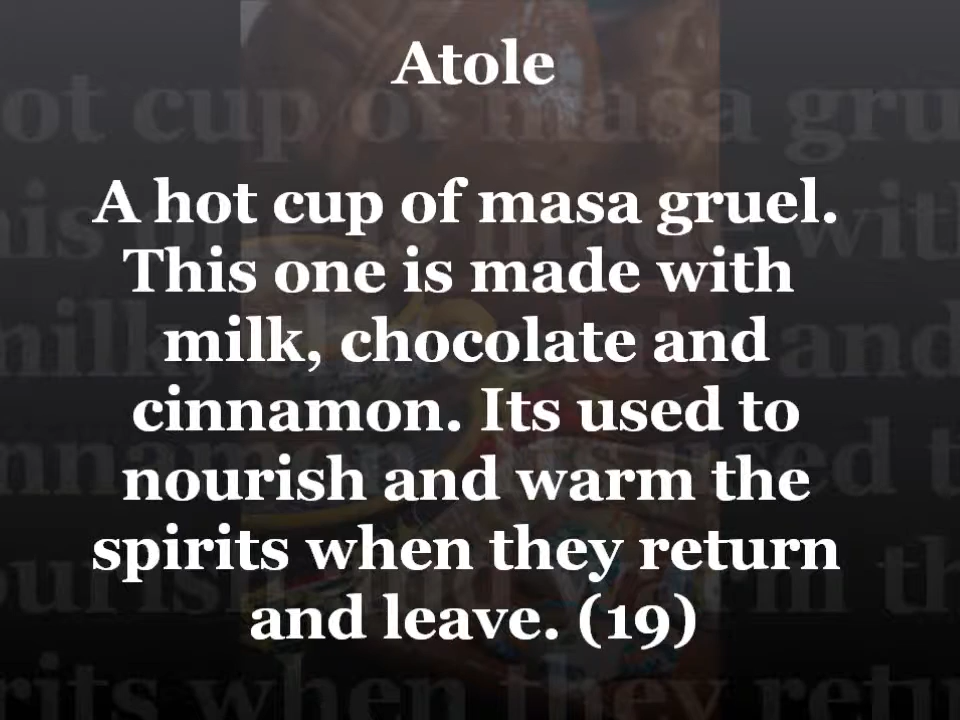 Atole
A hot cup of masa gruel.
This one is made with
milk, chocolate and
cinnamon. Its used to
nourish and warm the
spirits when they return
and leave. (19)